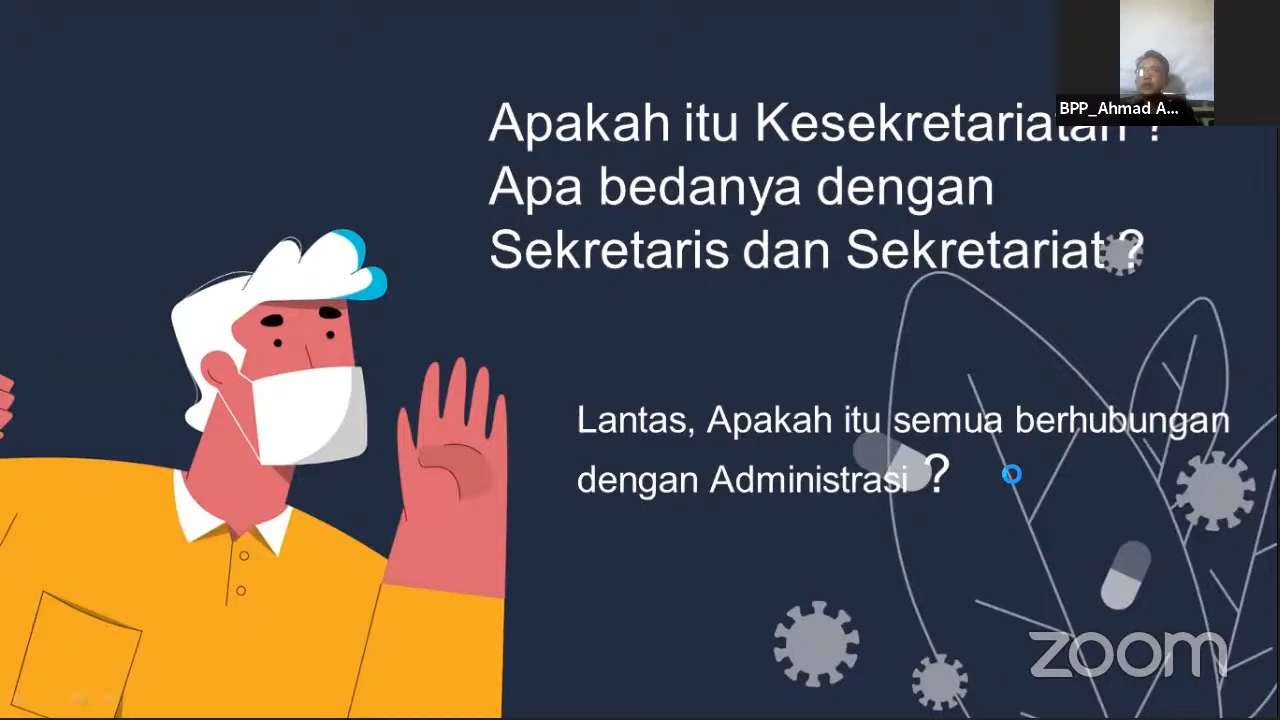 Apakah itu Kesekretariatan ?
Apa bedanya dengan
Sekretaris dan Sekretariat ?
Lantas, Apakah itu semua berhubungan
dengan Administrasi ?
BPP_Ahmad A...
zoom